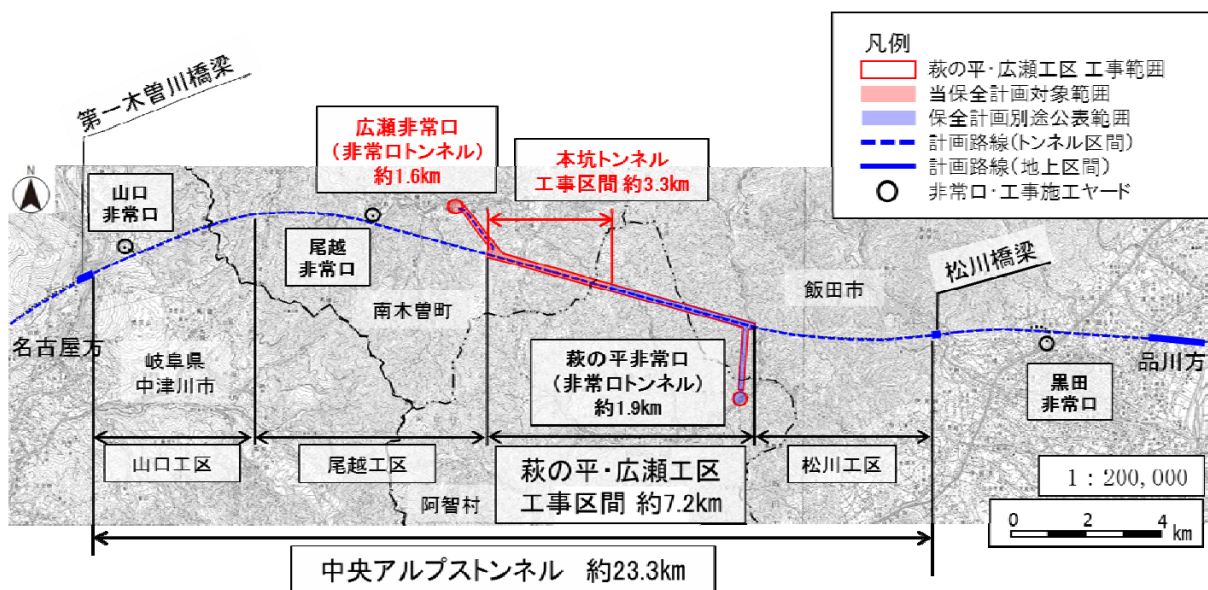 凡例
萩の平・広瀬工区 工事範囲
当保全計画対象範囲
保全計画別途公表範囲
計画路線(トンネル区間)
計画路線(地上区間)
非常口・工事施工ヤード
第一木曽川橋梁
広瀬非常口
(非常口トンネル)
約1.6km
本坑トンネル
工事区間 約3.3km
N
山口
非常口
尾越
非常口
南木曽町
飯田市
松川橋梁
名古屋方
岐阜県
中津川市
萩の平非常口
(非常口トンネル)
約1.9km
品川方
黒田
非常口
山口工区
尾越工区
萩の平・広瀬工区
工事区間 約7.2km
松川工区
阿智村
1：200,000
0 2 4
km
中央アルプストンネル 約23.3km